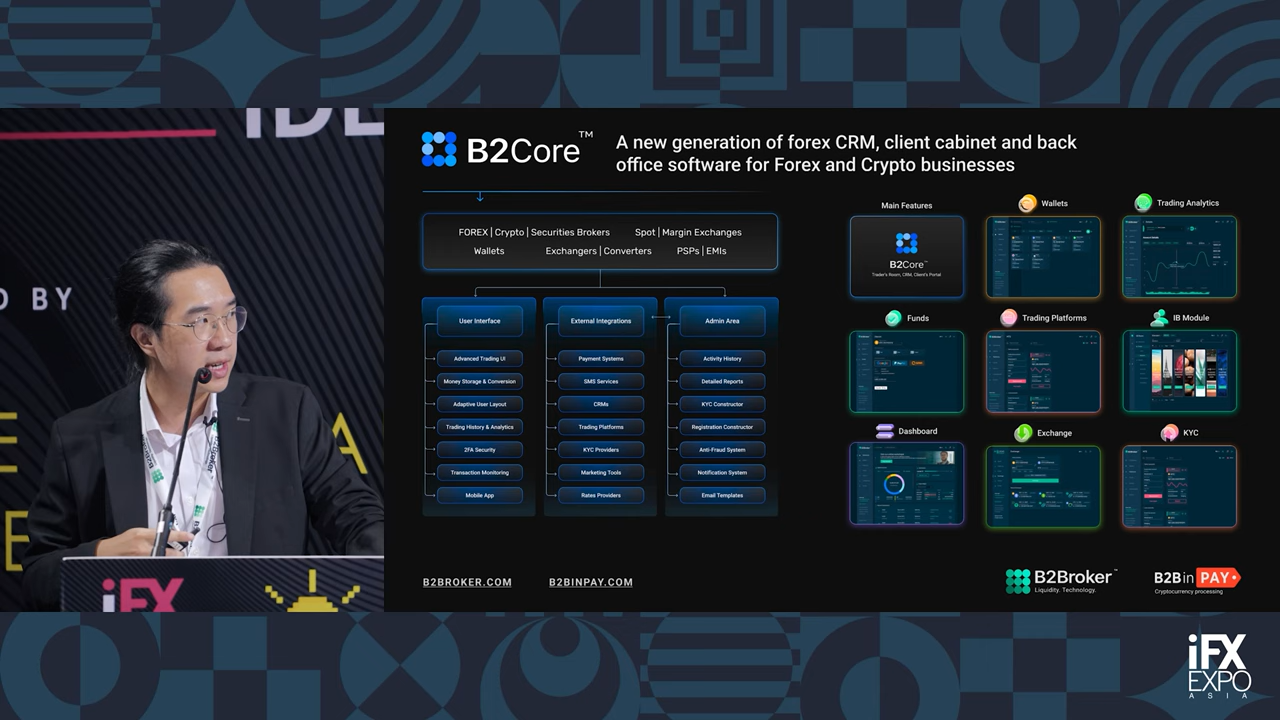 D BY
iFX
B2Core™
A new generation of forex CRM, client cabinet and back
office software for Forex and Crypto businesses
FOREX | Crypto | Securities Brokers
Spot | Margin Exchanges
Wallets
Exchangers | Converters
PSPs | EMIs
User Interface
Advanced Trading UI
Money Storage & Conversion
Adaptive User Layout
Trading History & Analytics
2FA Security
Transaction Monitoring
Mobile App
External Integrations
Payment Systems
SMS Services
CRMs
Trading Platforms
KYC Providers
Marketing Tools
Rates Providers
Admin Area
Activity History
Detailed Reports
KYC Constructor
Registration Constructor
Anti-Fraud System
Notification System
Email Templates
Main Features
B2Core™
Trader's Room, CRM, Client's Portal
Wallets
Trading Analytics
Funds
Trading Platforms
IB Module
Dashboard
Exchange
KYC
B2BROKER.COM
B2BINPAY.COM
B2Broker™
Liquidity. Technology.
B2BinPAY
Cryptocurrency processing
iFX
EXPO
ASIA